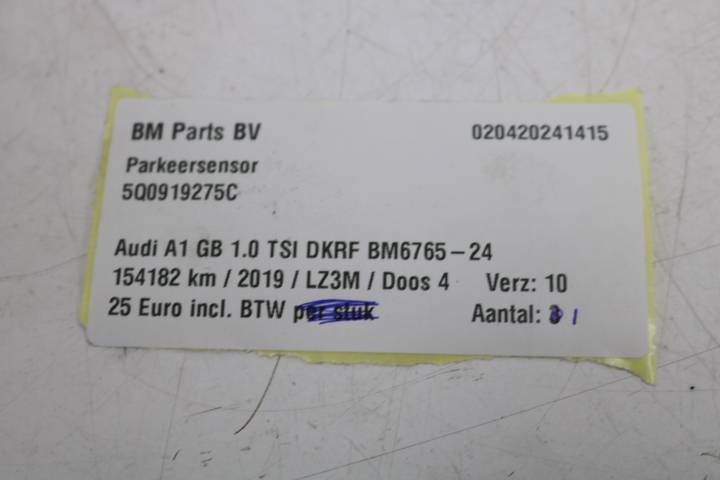 BM Parts BV 020420241415
Parkeersensor
5Q0919275C
Audi A1 GB 1.0 TSI DKRF BM6765-24
154182 km / 2019 / LZ3M / Doos 4 Verz: 10
25 Euro incl. BTW per stuk Aantal: 3 1